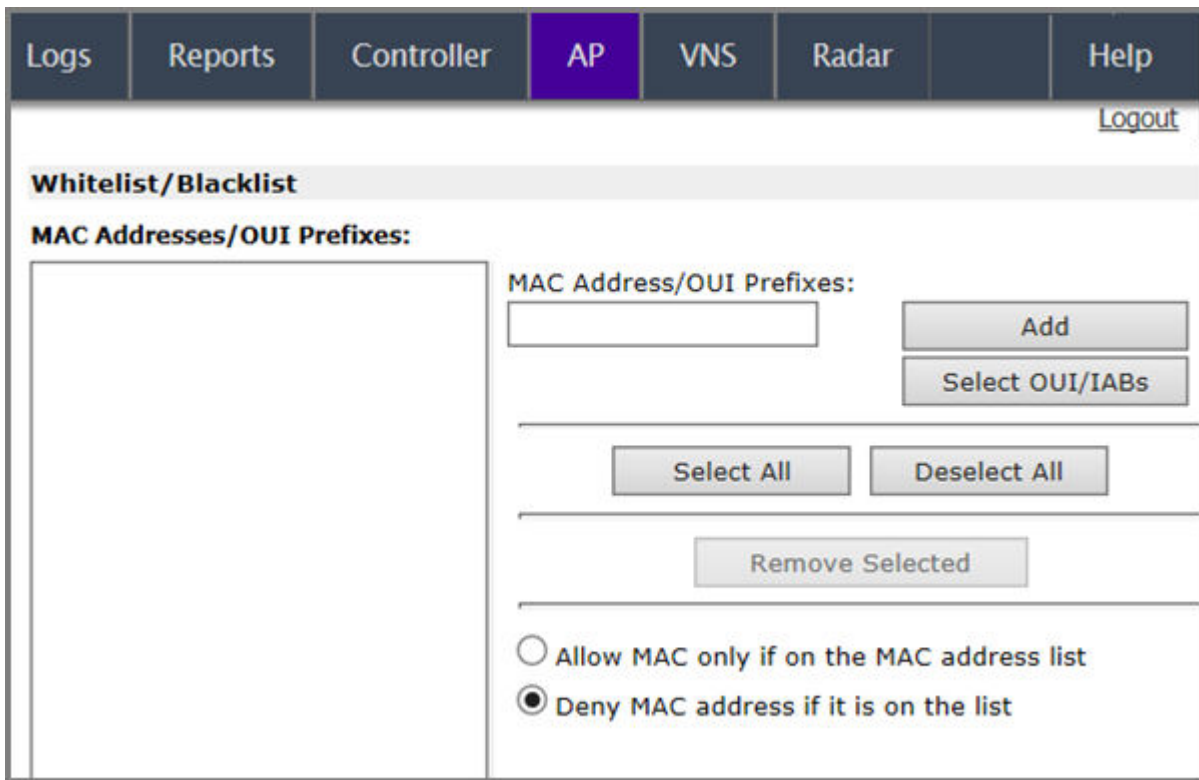 Logs Reports Controller AP VNS Radar Help
Logout
Whitelist/Blacklist
MAC Addresses/OUI Prefixes:
MAC Address/OUI Prefixes:
Add
Select OUI/IABs
Select All Deselect All
Remove Selected
Allow MAC only if on the MAC address list
Deny MAC address if it is on the list